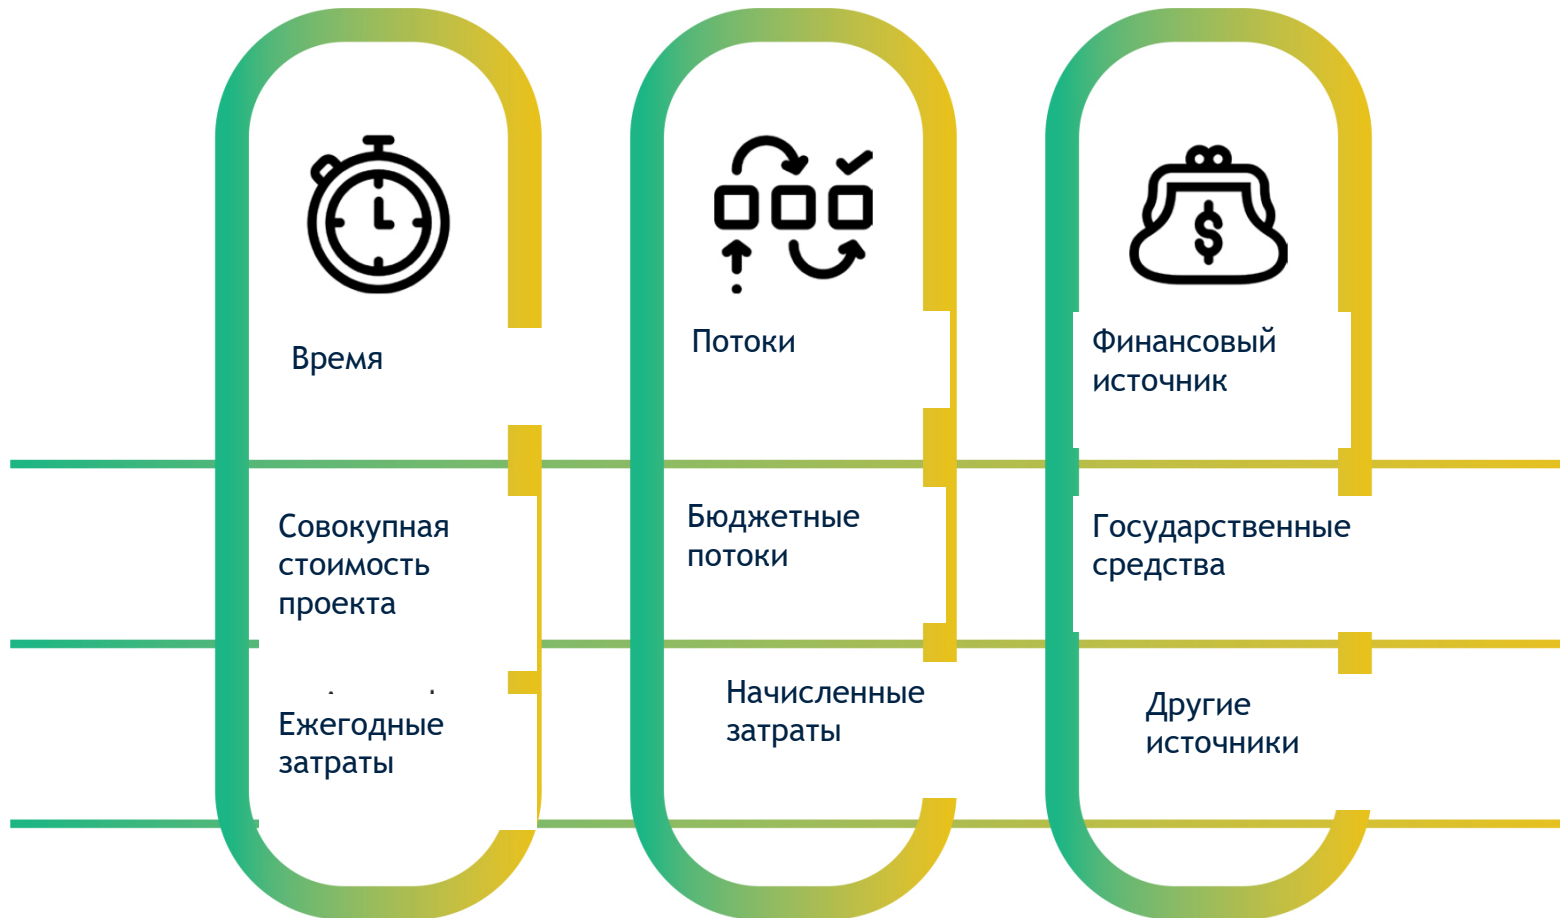 Время
Потоки
Финансовый
источник
Совокупная
стоимость
проекта
Бюджетные
потоки
Государственные
средства
Ежегодные
затраты
Начисленные
затраты
Другие
источники